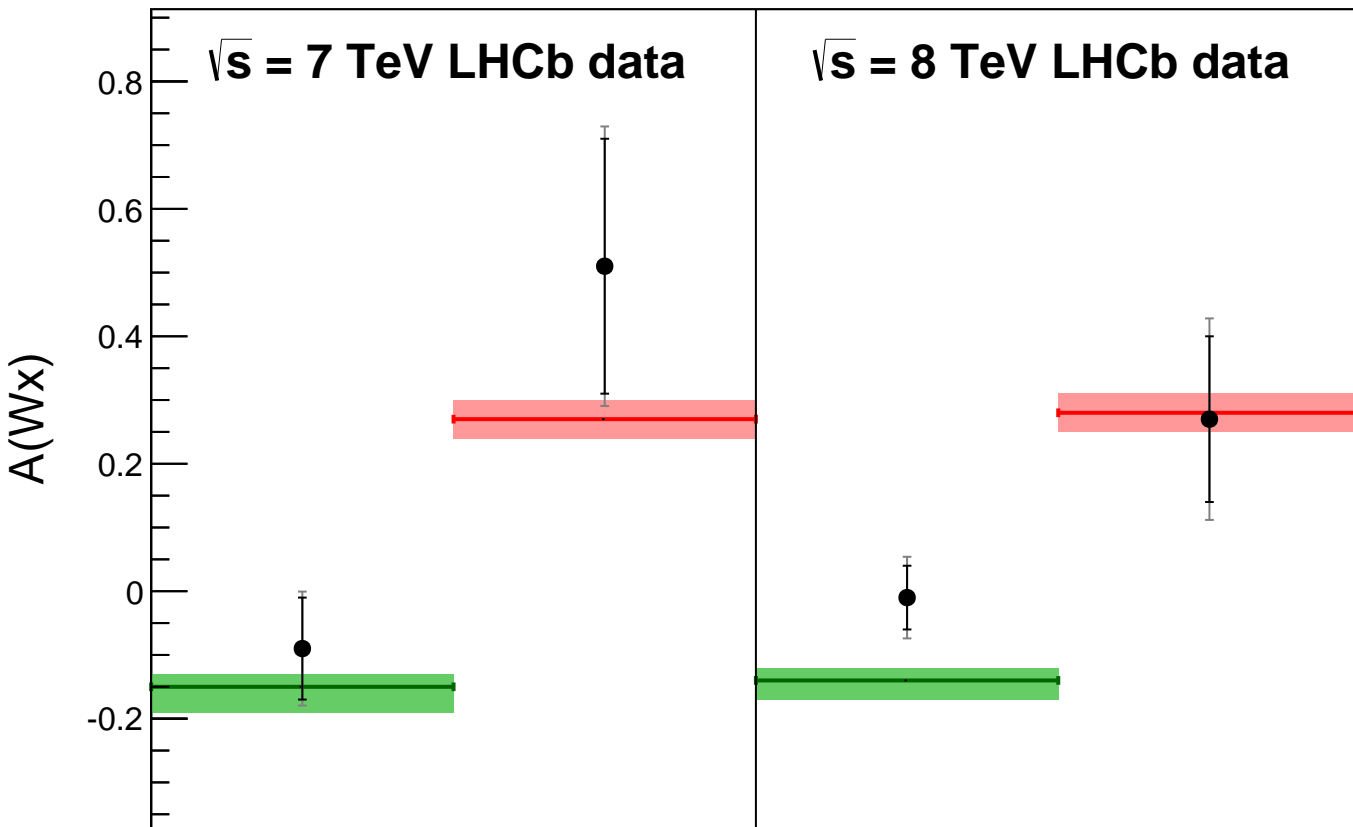 √s = 7 TeV LHCb data
√s = 8 TeV LHCb data
A(Wx)
0.8
0.6
0.4
0.2
0
-0.2